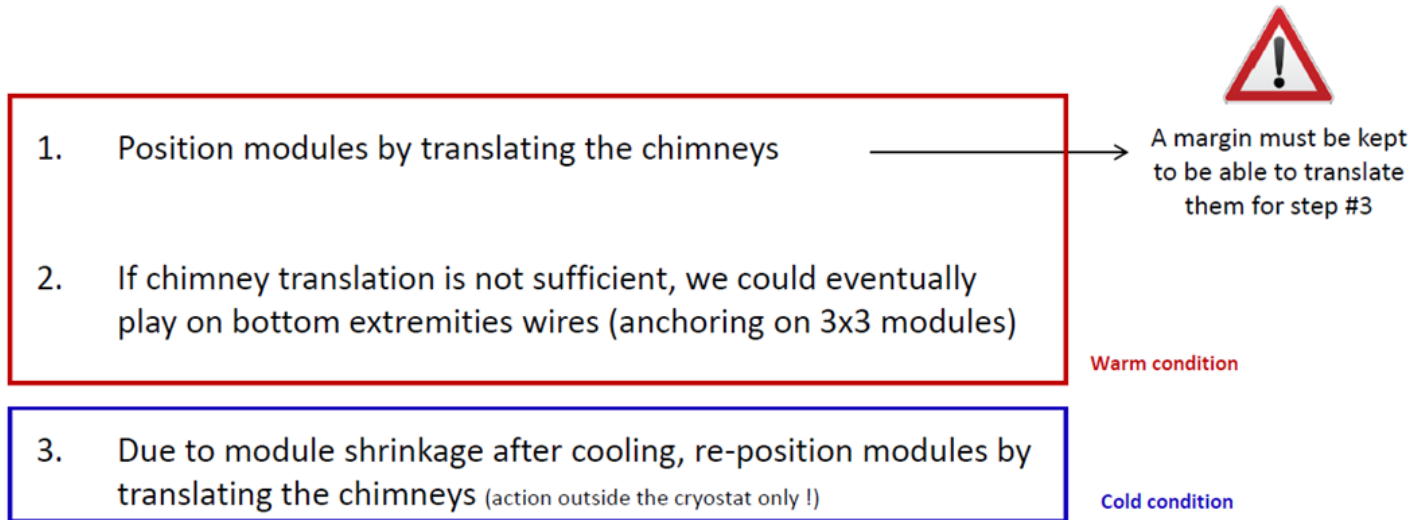 1. Position modules by translating the chimneys
A margin must be kept
to be able to translate
them for step #3
2. If chimney translation is not sufficient, we could eventually
play on bottom extremities wires (anchoring on 3x3 modules)
Warm condition
3. Due to module shrinkage after cooling, re-position modules by
translating the chimneys (action outside the cryostat only !)
Cold condition